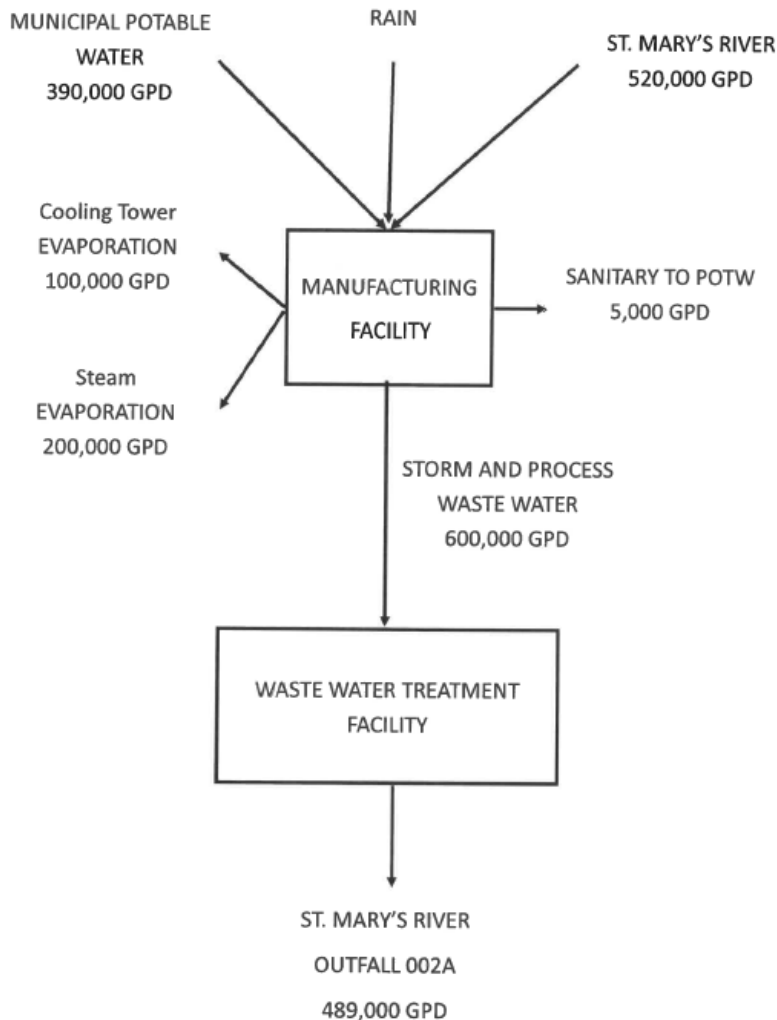 MUNICIPAL POTABLE
WATER
390,000 GPD
RAIN
ST. MARY'S RIVER
520,000 GPD
Cooling Tower
EVAPORATION
100,000 GPD
MANUFACTURING
FACILITY
SANITARY TO POTW
5,000 GPD
Steam
EVAPORATION
200,000 GPD
STORM AND PROCESS
WASTE WATER
600,000 GPD
WASTE WATER TREATMENT
FACILITY
ST. MARY'S RIVER
OUTFALL 002A
489,000 GPD